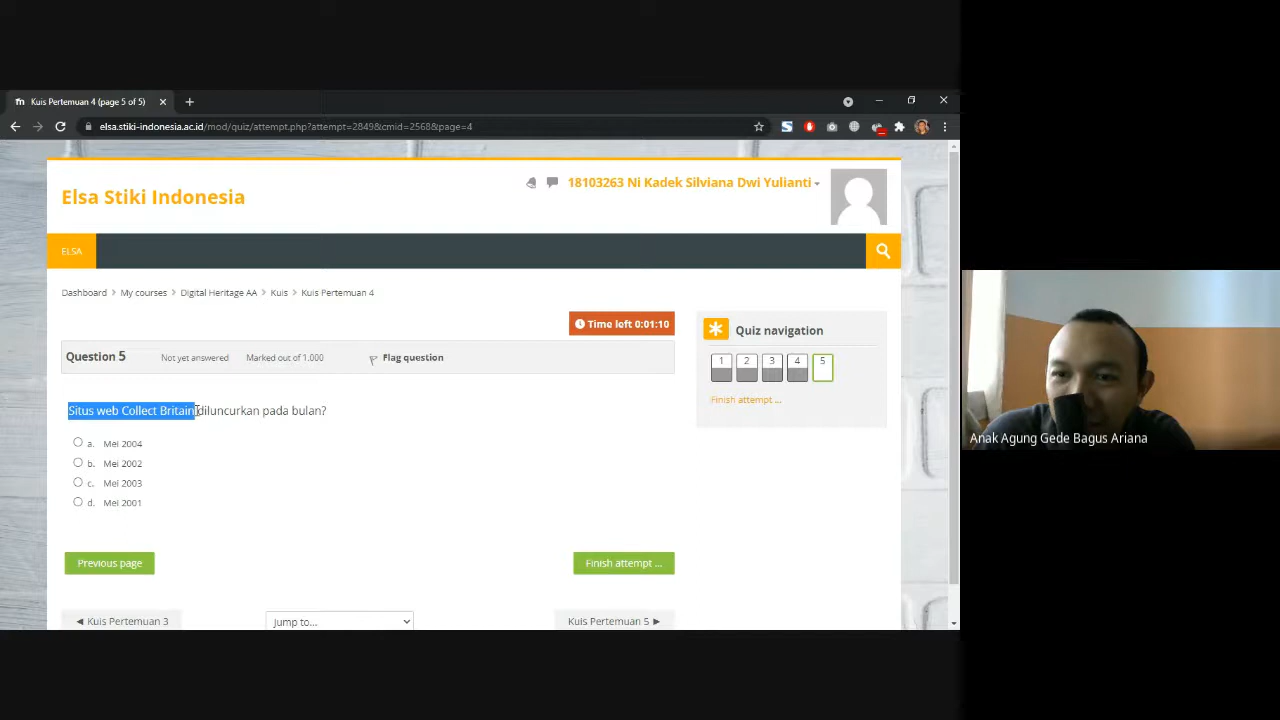 Kuis Pertemuan 4 (page 5 of 5)
elsa.stiki-indonesia.ac.id/mod/quiz/attempt.php?attempt=2849&cmid=2568&page=4
Elsa Stiki Indonesia
18103263 Ni Kadek Silviana Dwi Yulianti
ELSA
Dashboard > My courses > Digital Heritage AA > Kuis > Kuis Pertemuan 4
Time left 0:01:10
Question 5 Not yet answered Marked out of 1.000 Flag question
Situs web Collect Britain diluncurkan pada bulan?
a. Mei 2004
b. Mei 2002
c. Mei 2003
d. Mei 2001
Previous page
Finish attempt ...
◀ Kuis Pertemuan 3
Jump to...
Kuis Pertemuan 5 ▶
Quiz navigation
1 2 3 4 5
Finish attempt ...
Anak Agung Gede Bagus Ariana